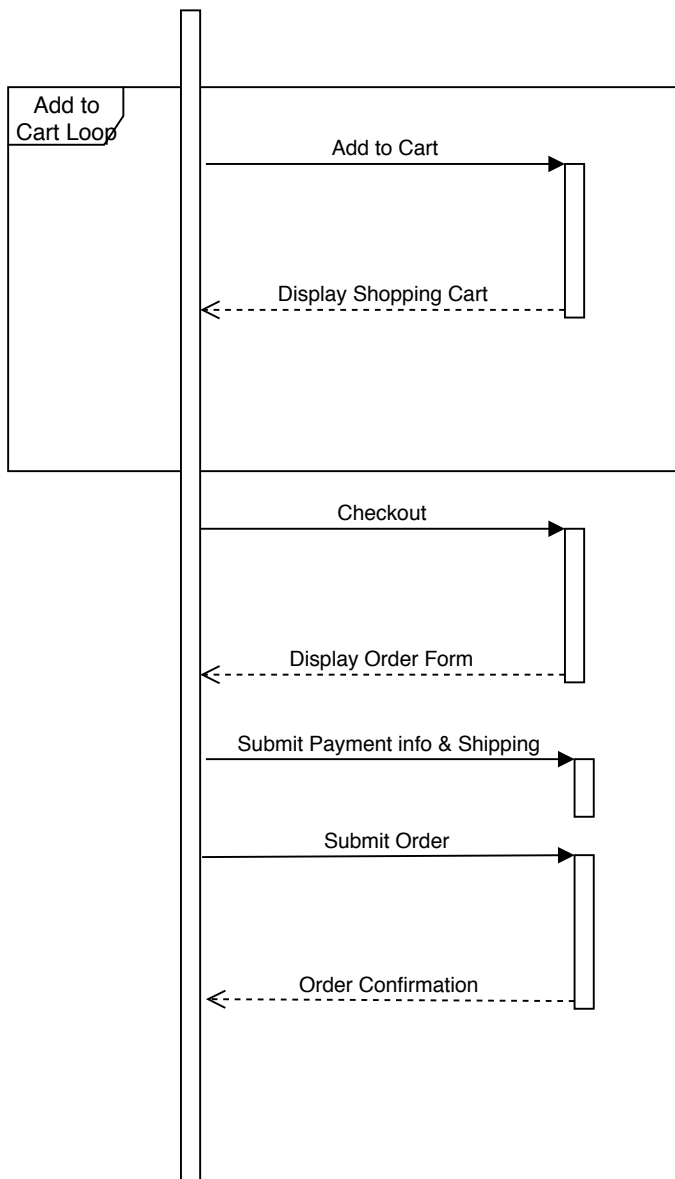 Add to
Cart Loop
Add to Cart
Display Shopping Cart
Checkout
Display Order Form
Submit Payment info & Shipping
Submit Order
Order Confirmation